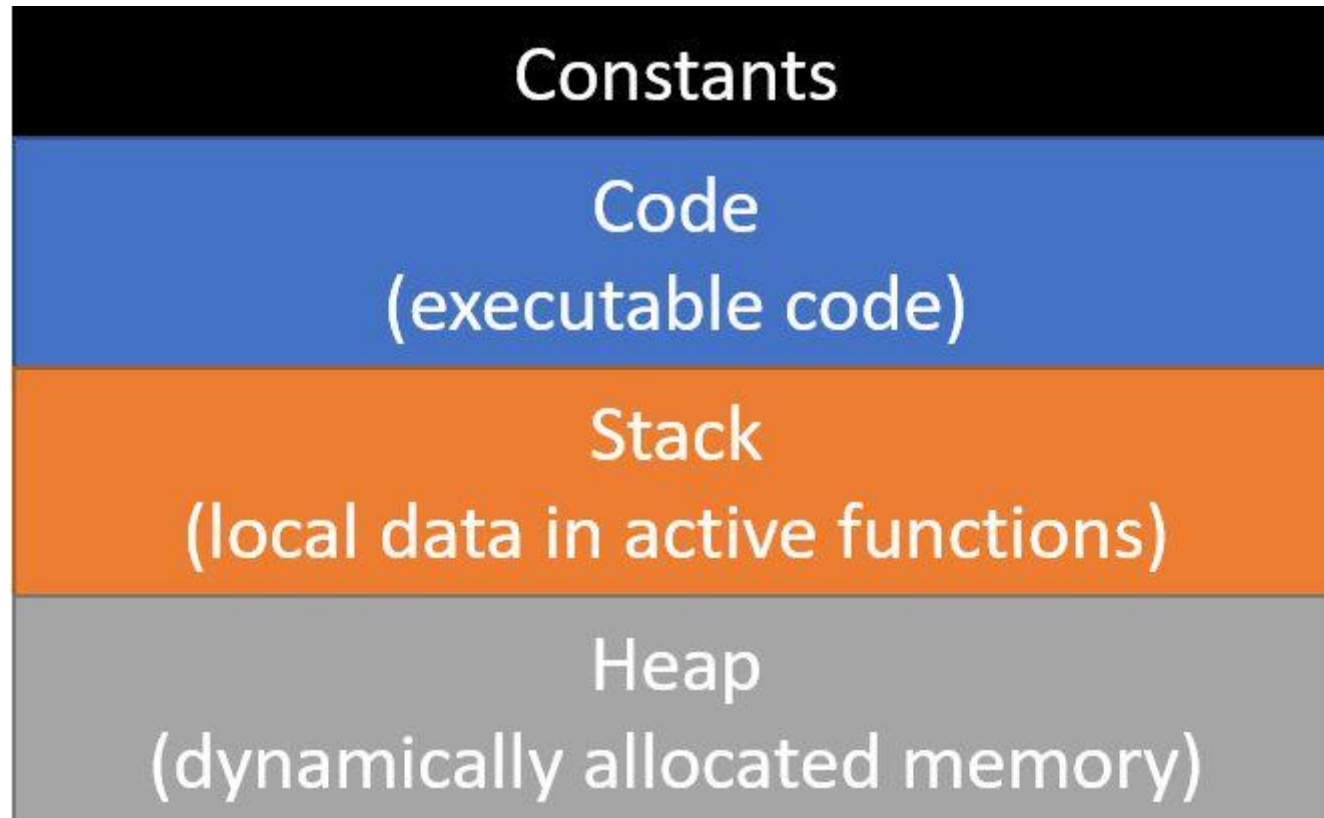 Constants
Code
(executable code)
Stack
(local data in active functions)
Heap
(dynamically allocated memory)